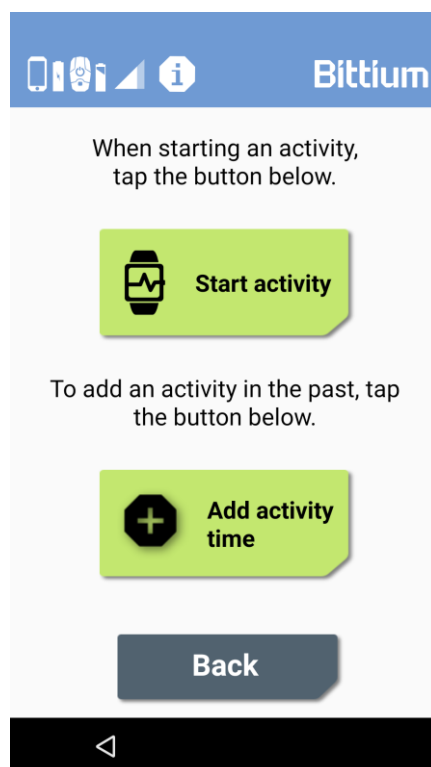 Bittium
When starting an activity,
tap the button below.
Start activity
To add an activity in the past, tap
the button below.
Add activity
time
Back